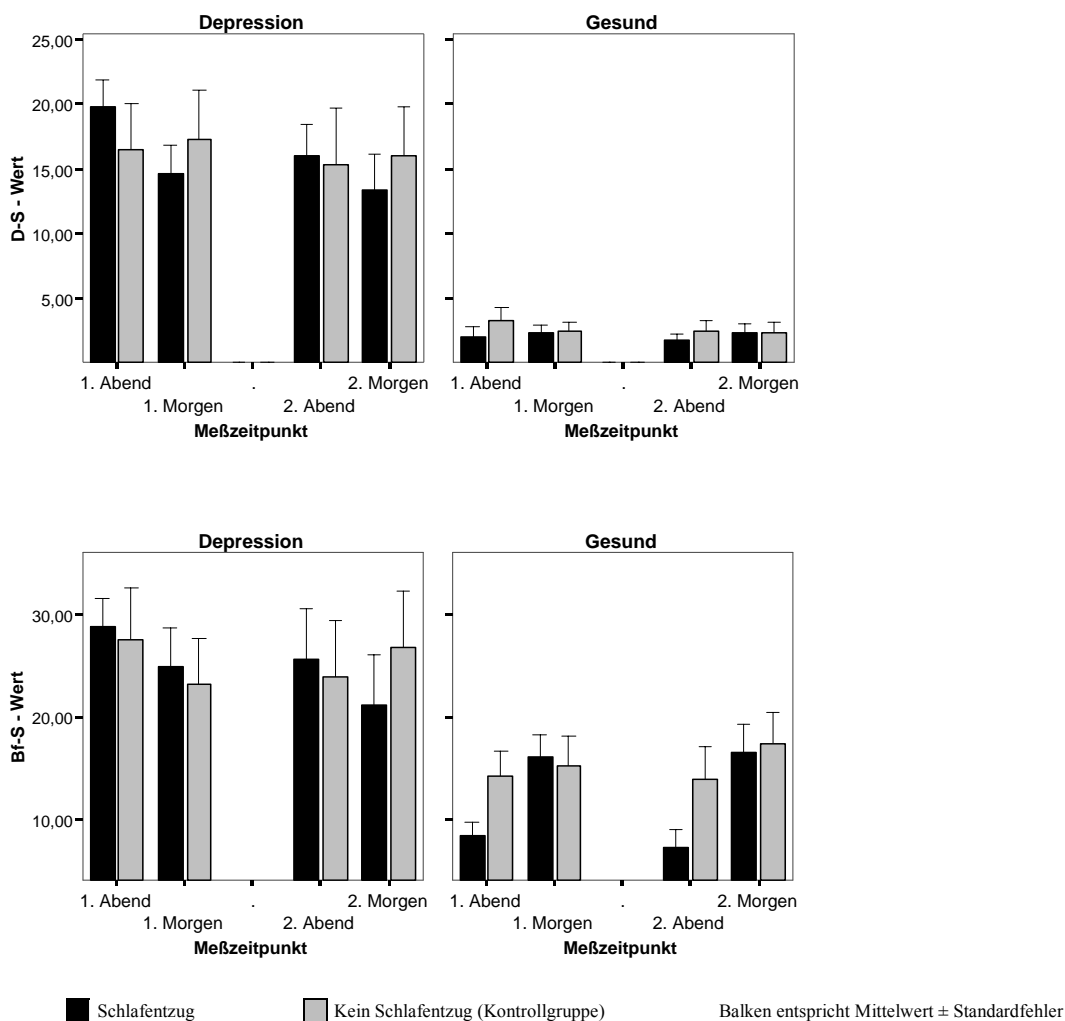 Depression Gesund
25,00
20,00
15,00
10,00
5,00
D-S - Wert
1. Abend . 2. Morgen 1. Abend . 2. Morgen
1. Morgen 2. Abend 1. Morgen 2. Abend
Meßzeitpunkt Meßzeitpunkt
Depression Gesund
30,00
20,00
10,00
Bf-S - Wert
1. Abend . 2. Morgen 1. Abend . 2. Morgen
1. Morgen 2. Abend 1. Morgen 2. Abend
Meßzeitpunkt Meßzeitpunkt
Schlafentzug Kein Schlafentzug (Kontrollgruppe) Balken entspricht Mittelwert ± Standardfehler